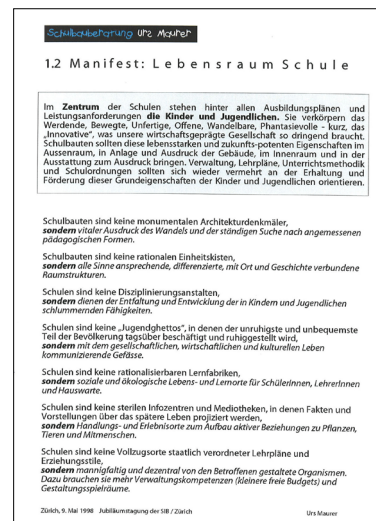 Schulbauberatung Urs Maurer
1.2 Manifest: Lebensraum Schule
Im Zentrum der Schulen stehen hinter allen Ausbildungsplänen und
Leistungsanforderungen die Kinder und Jugendlichen. Sie verkörpern das
Werdende, Bewegte, Unfertige, Offene, Wandelbare, Phantasievolle - kurz, das
„Innovative“, was unsere wirtschaftsgeprägte Gesellschaft so dringend braucht.
Schulbauten sollten diese lebensstarken und zukunfts-potenten Eigenschaften im
Aussenraum, in Anlage und Ausdruck der Gebäude, im Innenraum und in der
Ausstattung zum Ausdruck bringen. Verwaltung, Lehrpläne, Unterrichtsmethodik
und Schulordnungen sollten sich wieder vermehrt an der Erhaltung und
Förderung dieser Grundeigenschaften der Kinder und Jugendlichen orientieren.
Schulbauten sind keine monumentalen Architekturdenkmäler,
sondern vitaler Ausdruck des Wandels und der ständigen Suche nach angemessenen
pädagogischen Formen.
Schulbauten sind keine rationalen Einheitskisten,
sondern alle Sinne ansprechende, differenzierte, mit Ort und Geschichte verbundene
Raumstrukturen.
Schulen sind keine Disziplinierungsanstalten,
sondern dienen der Entfaltung und Entwicklung der in Kindern und Jugendlichen
schlummernden Fähigkeiten.
Schulen sind keine „Jugendghettos“, in denen der unruhigste und unbequemste
Teil der Bevölkerung tagsüber beschäftigt und ruhiggestellt wird,
sondern mit dem gesellschaftlichen, wirtschaftlichen und kulturellen Leben
kommunizierende Gefässe.
Schulen sind keine rationalisierbaren Lernfabriken,
sondern soziale und ökologische Lebens- und Lernorte für SchülerInnen, LehrerInnen
und Hauswarte.
Schulen sind keine sterilen Infozentren und Mediotheken, in denen Fakten und
Vorstellungen über das spätere Leben projiziert werden,
sondern Handlungs- und Erlebnisorte zum Aufbau aktiver Beziehungen zu Pflanzen,
Tieren und Mitmenschen.
Schulen sind keine Vollzugsorte staatlich verordneter Lehrpläne und
Erziehungsstile,
sondern mannigfaltig und dezentral von den Betroffenen gestaltete Organismen.
Dazu brauchen sie mehr Verwaltungskompetenzen (kleinere freie Budgets) und
Gestaltungsspielräume.
Zürich, 9. Mai 1998 Jubiläumstagung der SIB / Zürich Urs Maurer